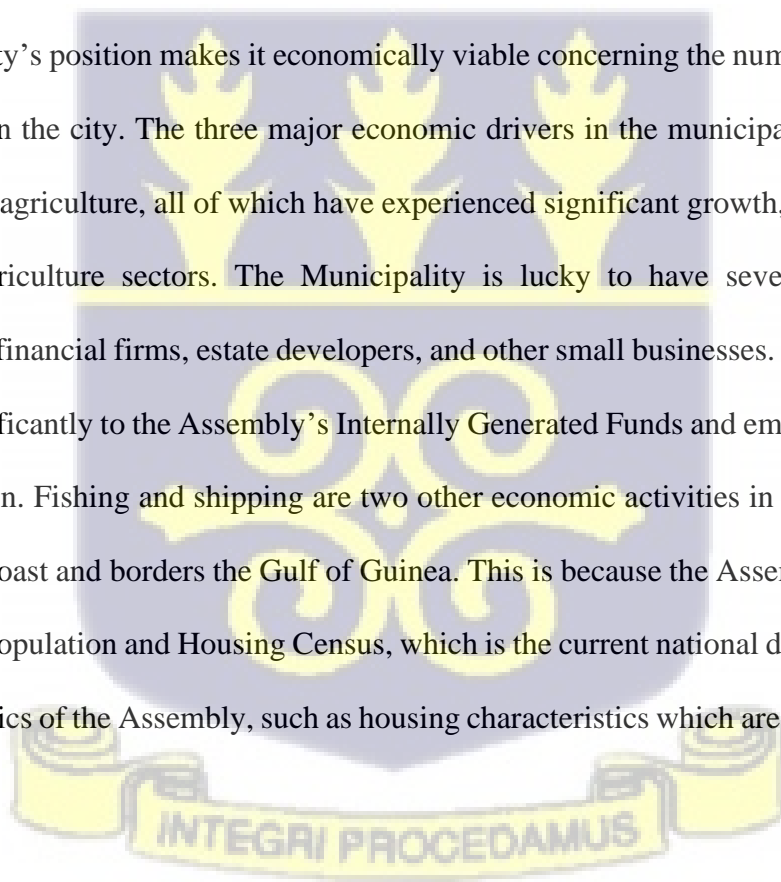 ty’s position makes it economically viable concerning the num
n the city. The three major economic drivers in the municipa
agriculture, all of which have experienced significant growth,
riculture sectors. The Municipality is lucky to have seve
financial firms, estate developers, and other small businesses.
ficantly to the Assembly’s Internally Generated Funds and em
n. Fishing and shipping are two other economic activities in
oast and borders the Gulf of Guinea. This is because the Asse
opulation and Housing Census, which is the current national d
ics of the Assembly, such as housing characteristics which are
INTEGRI PROCEDAMUS